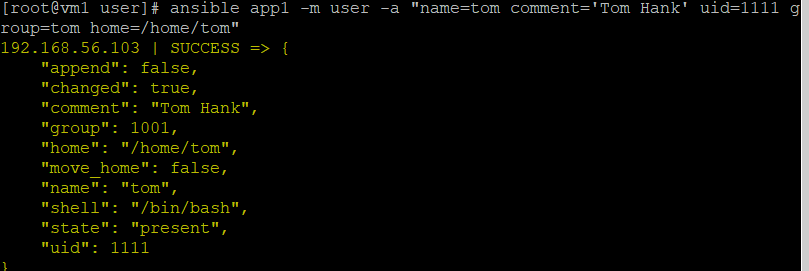 [root@vm1 user]# ansible app1 -m user -a "name=tom comment='Tom Hank' uid=1111 g
roup=tom home=/home/tom"
192.168.56.103 | SUCCESS => {
    "append": false,
    "changed": true,
    "comment": "Tom Hank",
    "group": 1001,
    "home": "/home/tom",
    "move_home": false,
    "name": "tom",
    "shell": "/bin/bash",
    "state": "present",
    "uid": 1111
}